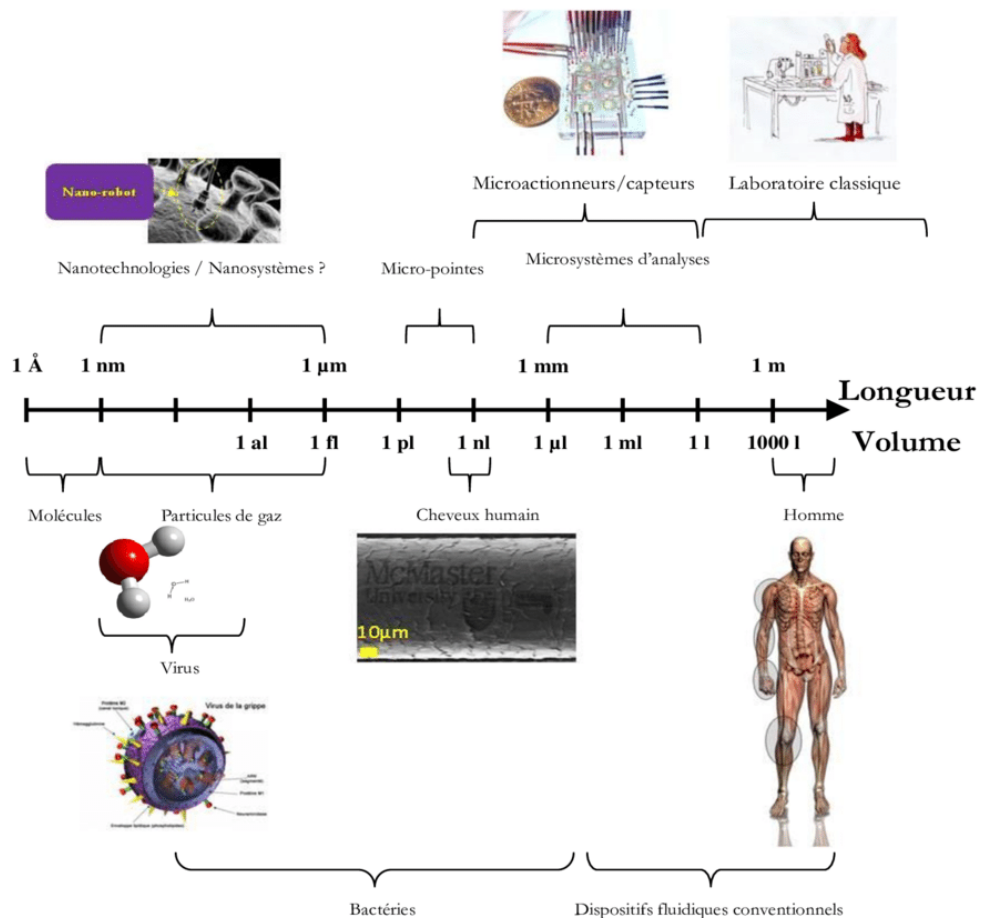 Microactionneurs/capteurs
Laboratoire classique
Nano-robot
Nanotechnologies / Nanosystèmes ?
Micro-pointes
Microsystèmes d'analyses
1 Å
1 nm
1 µm
1 mm
1 m
Longueur
1 al
1 fl
1 pl
1 nl
1 µl
1 ml
1 l
1000 l
Volume
Molécules
Particules de gaz
Cheveux humain
Homme
McMaster
University
10µm
Virus
Virus de la grippe
Bactéries
Dispositifs fluidiques conventionnels